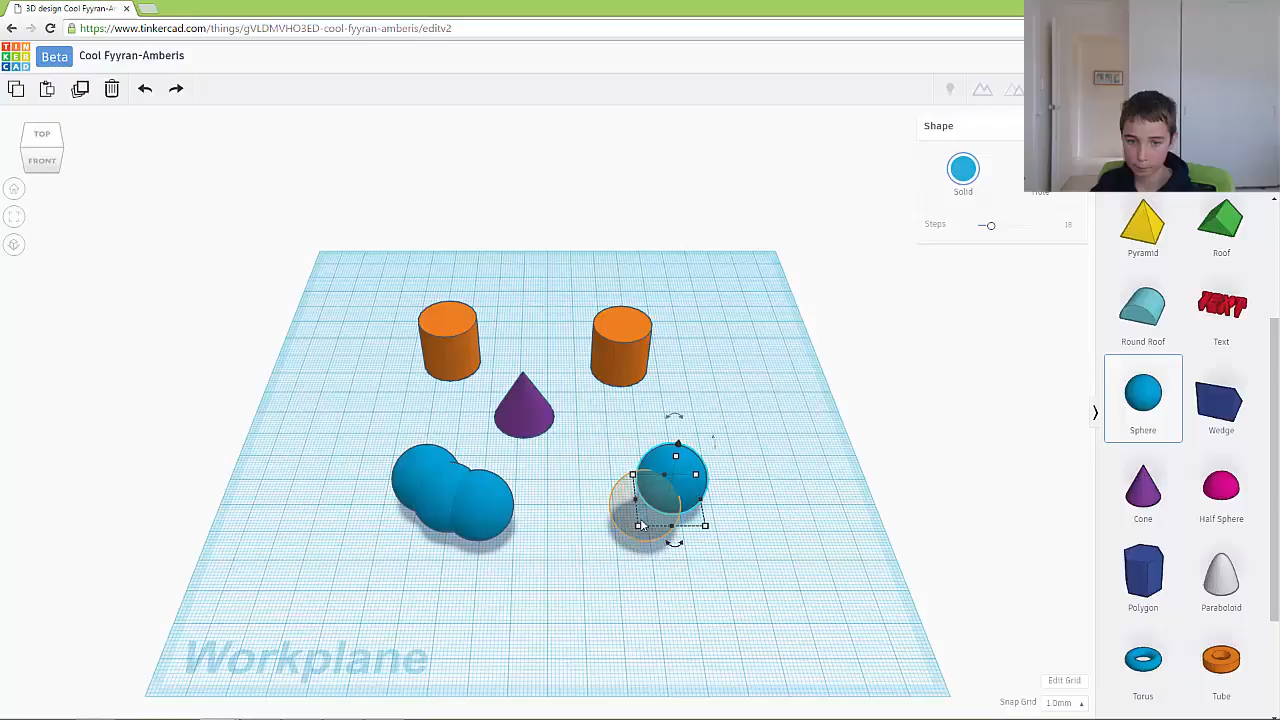 3D design Cool Fyyran-Am
https://www.tinkercad.com/things/gVLDMVHO3ED-cool-fyyran-amberis/editv2
TIN
KER
CAD
Beta
Cool Fyyran-Amberis
TOP
FRONT
Shape
Solid
Steps
18
Pyramid
Roof
TEXT
Round Roof
Text
Sphere
Wedge
Cone
Half Sphere
Polygon
Paraboloid
Workplane
Edit Grid
Torus
Tube
Snap Grid
1.0mm